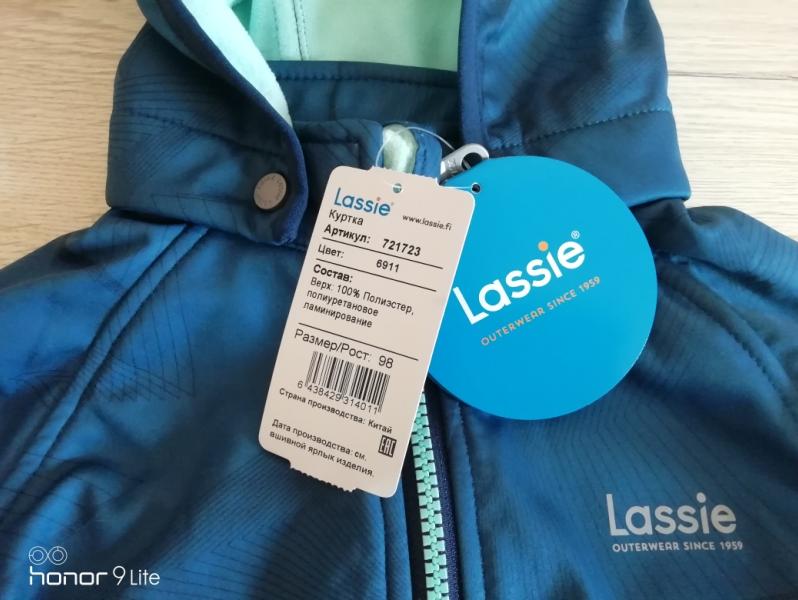 Lassie®
www.lassie.fi
Куртка
Артикул: 721723
Цвет: 6911
Состав:
Верх: 100% Полиэстер,
полиуретановое
ламинирование
Размер/Рост: 98
6 438429 314011
Страна производства: Китай
Дата производства: см.
вшивной ярлык изделия.
EAC
Lassie®
OUTERWEAR SINCE 1959
Lassie
OUTERWEAR SINCE 1959
honor 9 Lite